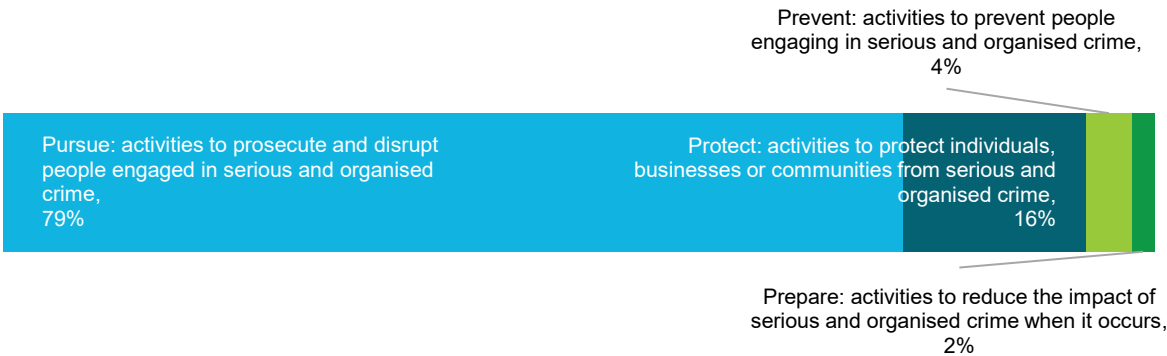 Prevent: activities to prevent people
engaging in serious and organised crime,
4%
Pursue: activities to prosecute and disrupt
people engaged in serious and organised
crime,
79%
Protect: activities to protect individuals,
businesses or communities from serious and
organised crime,
16%
Prepare: activities to reduce the impact of
serious and organised crime when it occurs,
2%